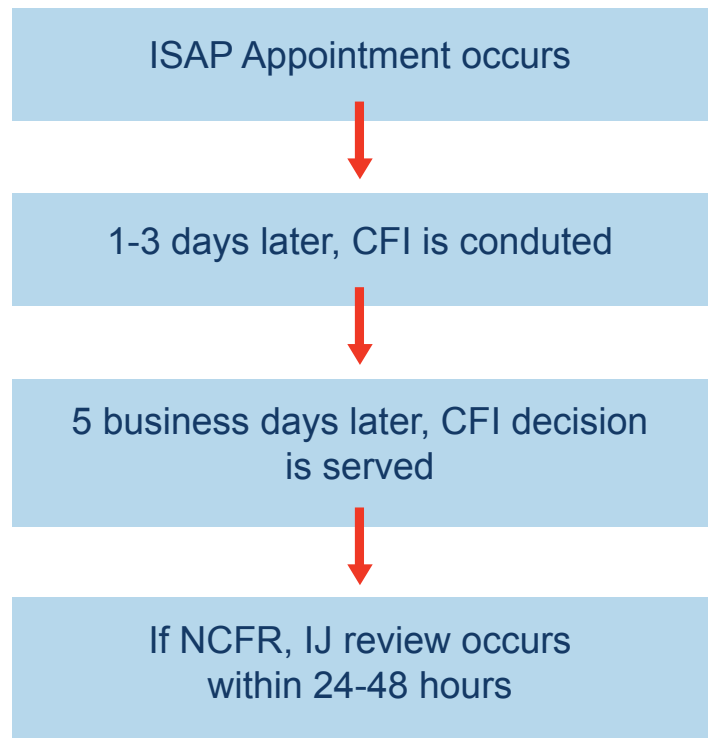 ISAP Appointment occurs
1-3 days later, CFI is conduted
5 business days later, CFI decision
is served
If NCFR, IJ review occurs
within 24-48 hours